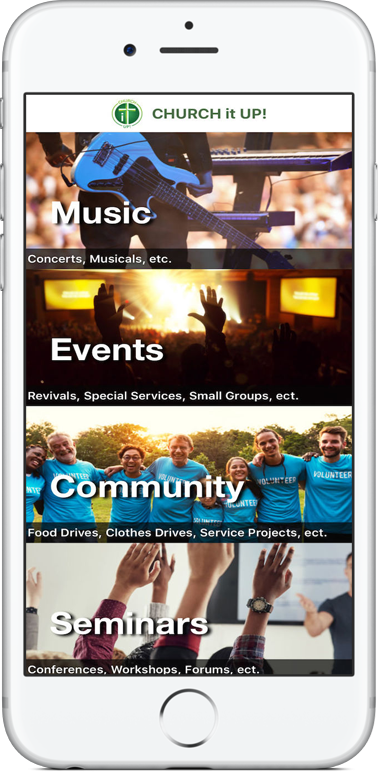 CHURCH it UP!
Music
Concerts, Musicals, etc.
Events
Revivals, Special Services, Small Groups, ect.
VOLUNTEER VOLUNTEER VOLUNTEER
Community
Food Drives, Clothes Drives, Service Projects, ect.
Seminars
Conferences, Workshops, Forums, ect.